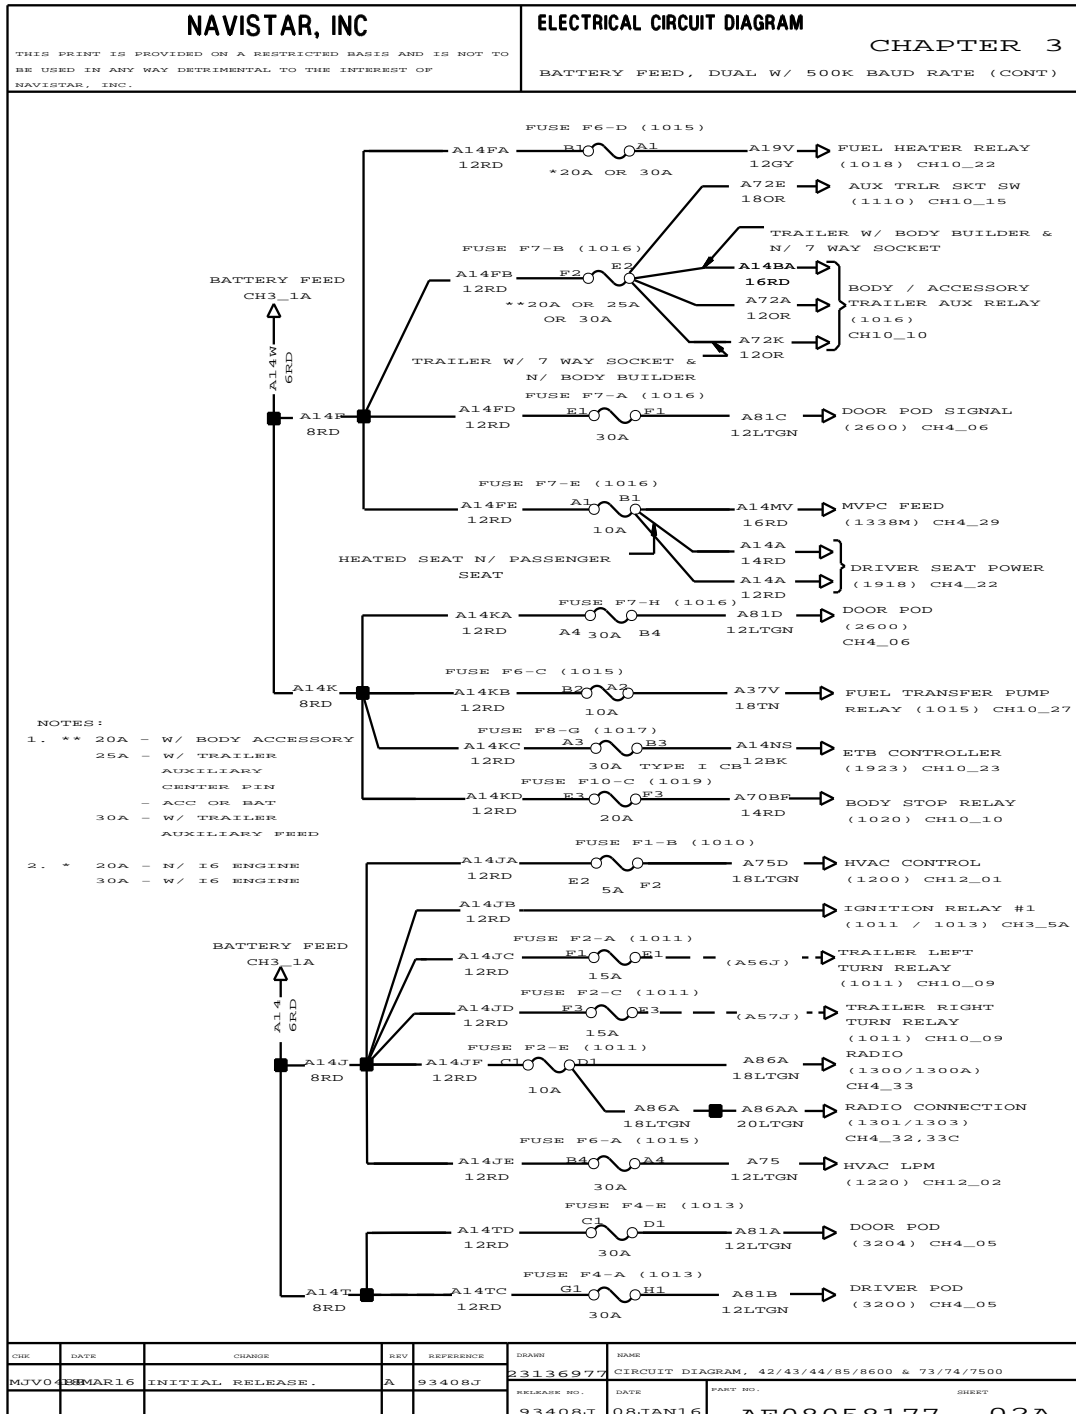 NAVISTAR, INC
THIS PRINT IS PROVIDED ON A RESTRICTED BASIS AND IS NOT TO
BE USED IN ANY WAY DETRIMENTAL TO THE INTEREST OF
NAVISTAR, INC.
ELECTRICAL CIRCUIT DIAGRAM
CHAPTER 3
BATTERY FEED, DUAL W/ 500K BAUD RATE (CONT)
FUSE F6-D (1015)
A14FA B1 A1 A19V FUEL HEATER RELAY
12RD *20A OR 30A 12GY (1018) CH10_22
A72E AUX TRLR SKT SW
18OR (1110) CH10_15
TRAILER W/ BODY BUILDER &
N/ 7 WAY SOCKET
FUSE F7-B (1016)
A14FB F2 E2 A14BA
12RD 16RD
**20A OR 25A
OR 30A
A72A
12OR
A72K
12OR
BODY / ACCESSORY
TRAILER AUX RELAY
(1016)
CH10_10
BATTERY FEED
CH3_1A
A14W
6RD
TRAILER W/ 7 WAY SOCKET &
N/ BODY BUILDER
FUSE F7-A (1016)
A14F A14FD E1 F1 A81C DOOR POD SIGNAL
8RD 12RD 30A 12LTGN (2600) CH4_06
FUSE F7-E (1016)
A14FE A1 B1 A14MV MVPC FEED
12RD 10A 16RD (1338M) CH4_29
HEATED SEAT N/ PASSENGER
SEAT
A14A
14RD
A14A
12RD
DRIVER SEAT POWER
(1918) CH4_22
FUSE F7-H (1016)
A14KA A81D DOOR POD
12RD A4 30A B4 12LTGN (2600)
CH4_06
FUSE F6-C (1015)
A14K A14KB B2 A2 A37V FUEL TRANSFER PUMP
8RD 12RD 10A 18TN RELAY (1015) CH10_27
FUSE F8-G (1017)
A14KC A3 B3 A14NS ETB CONTROLLER
12RD 30A TYPE I CB 12BK (1923) CH10_23
FUSE F10-C (1019)
A14KD E3 F3 A70BF BODY STOP RELAY
12RD 20A 14RD (1020) CH10_10
NOTES:
1. ** 20A - W/ BODY ACCESSORY
25A - W/ TRAILER
AUXILIARY
CENTER PIN
- ACC OR BAT
30A - W/ TRAILER
AUXILIARY FEED
2. * 20A - N/ I6 ENGINE
30A - W/ I6 ENGINE
FUSE F1-B (1010)
A14JA A75D HVAC CONTROL
12RD E2 5A F2 18LTGN (1200) CH12_01
A14JB IGNITION RELAY #1
12RD (1011 / 1013) CH3_5A
BATTERY FEED
CH3_1A
A14
6RD
FUSE F2-A (1011)
A14JC F1 E1 (A56J) TRAILER LEFT
12RD 15A TURN RELAY
(1011) CH10_09
FUSE F2-C (1011)
A14JD F3 E3 (A57J) TRAILER RIGHT
12RD 15A TURN RELAY
(1011) CH10_09
FUSE F2-E (1011)
A14J A14JF C1 D1 A86A RADIO
8RD 12RD 10A 18LTGN (1300/1300A)
CH4_33
A86A A86AA RADIO CONNECTION
18LTGN 20LTGN (1301/1303)
CH4_32,33C
FUSE F6-A (1015)
A14JE B4 A4 A75 HVAC LPM
12RD 30A 12LTGN (1220) CH12_02
FUSE F4-E (1013)
A14TD C1 D1 A81A DOOR POD
12RD 30A 12LTGN (3204) CH4_05
FUSE F4-A (1013)
A14T A14TC G1 H1 A81B DRIVER POD
8RD 12RD 30A 12LTGN (3200) CH4_05
CHK DATE CHANGE REV REFERENCE DRAWN NAME
INITIAL RELEASE. A 93408J 23136977 CIRCUIT DIAGRAM, 42/43/44/85/8600 & 73/74/7500
RELEASE NO. DATE PART NO. SHEET
93408J 08JAN16 AE08058177 03A